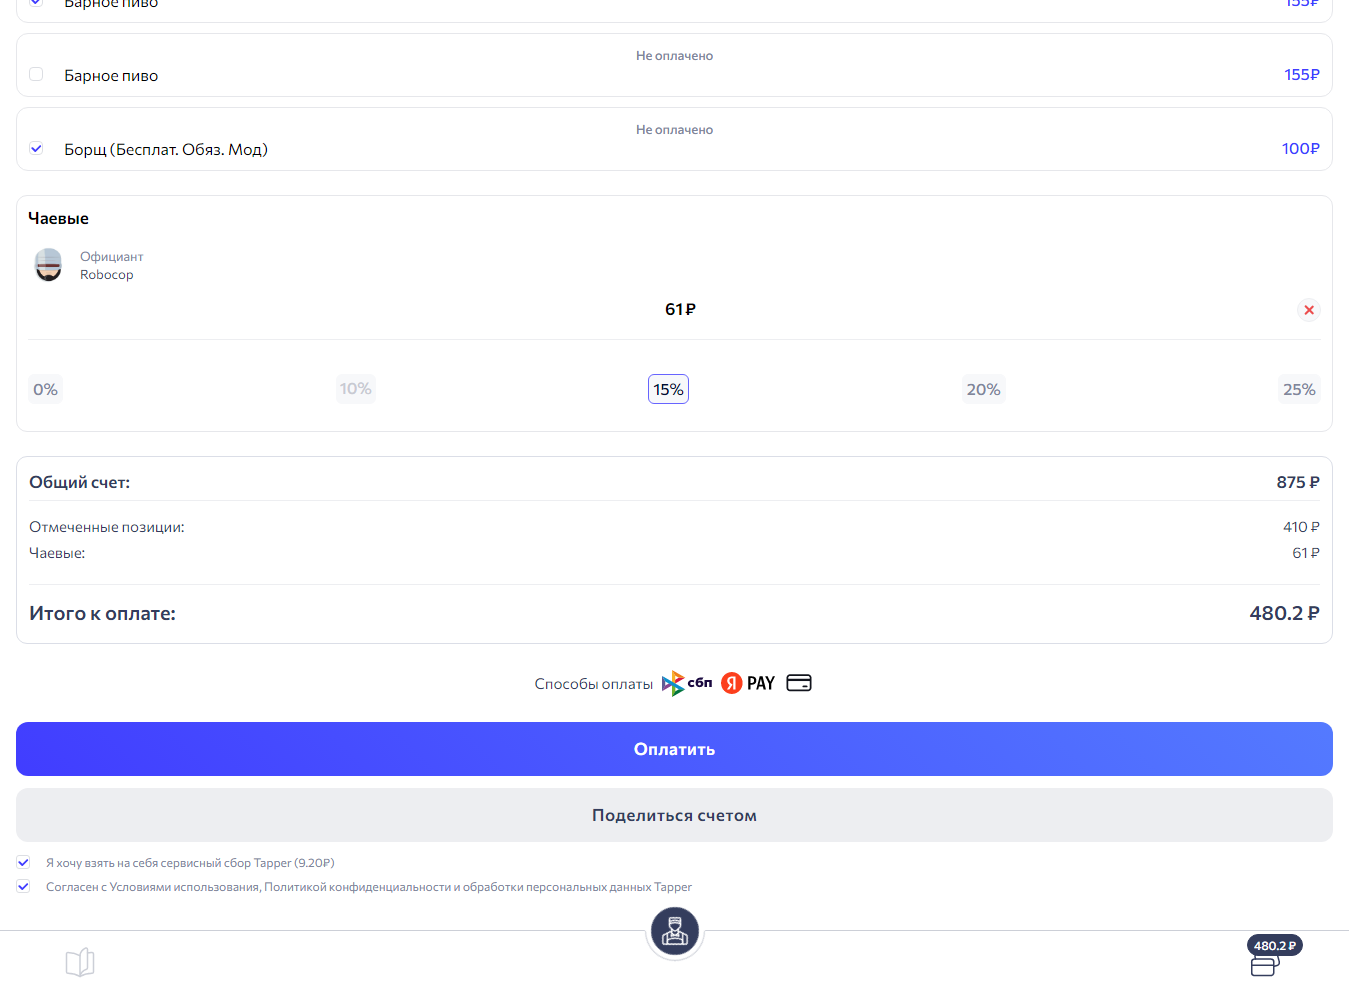 Барное пиво 155₽
Не оплачено
Барное пиво 155₽
Не оплачено
Борщ (Бесплат. Обяз. Мод) 100₽
Чаевые
Официант
Robocop
61 ₽
0% 10% 15% 20% 25%
Общий счет: 875 ₽
Отмеченные позиции: 410 ₽
Чаевые: 61 ₽
Итого к оплате: 480.2 ₽
Способы оплаты сбп Я PAY
Оплатить
Поделиться счетом
Я хочу взять на себя сервисный сбор Tapper (9.20₽)
Согласен с Условиями использования, Политикой конфиденциальности и обработки персональных данных Tapper
480.2 ₽